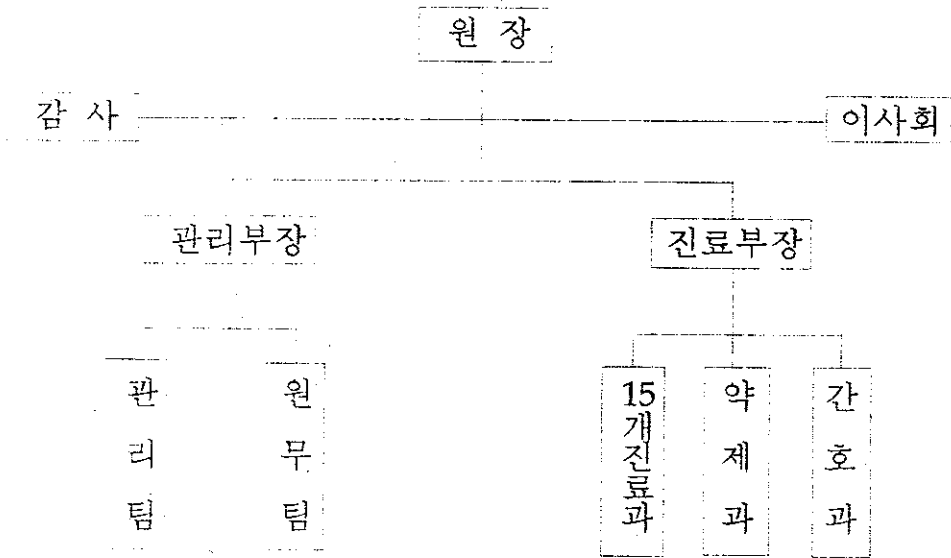 원 장
감 사
이사회
관리부장
진료부장
관리팀
원무팀
15개진료과
약제과
간호과